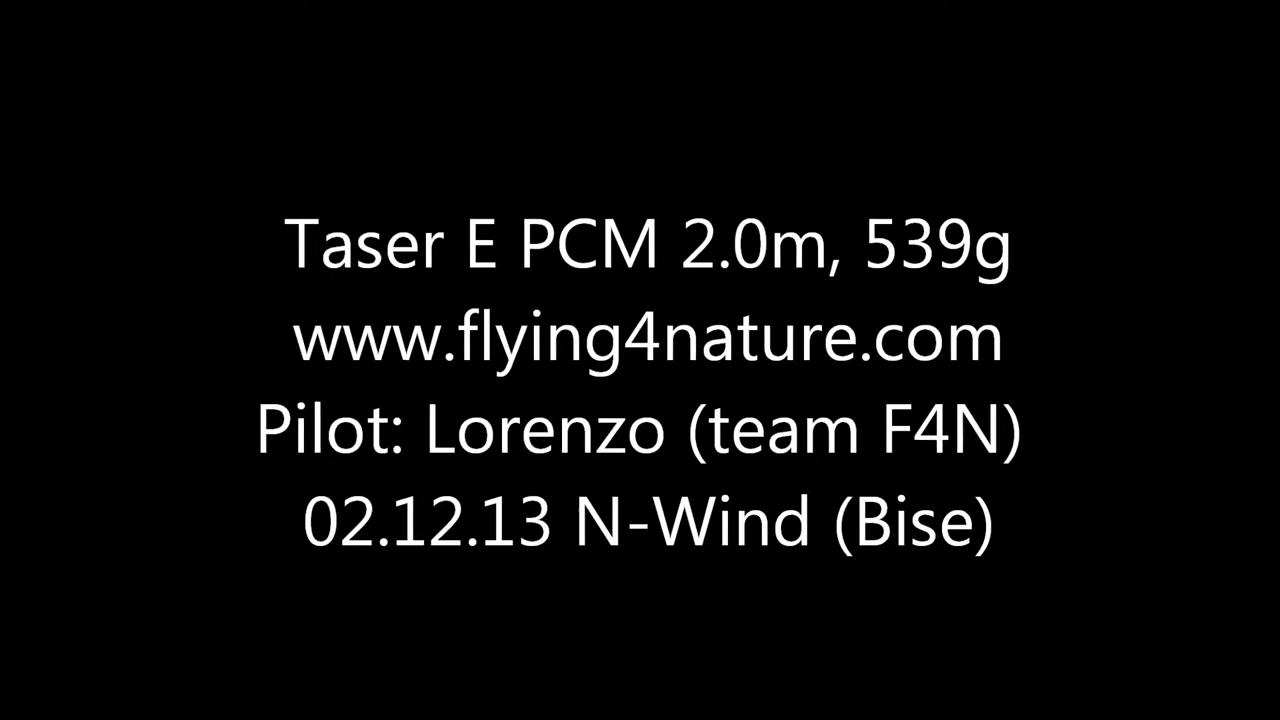 Taser E PCM 2.0m, 539g
www.flying4nature.com
Pilot: Lorenzo (team F4N)
02.12.13 N-Wind (Bise)